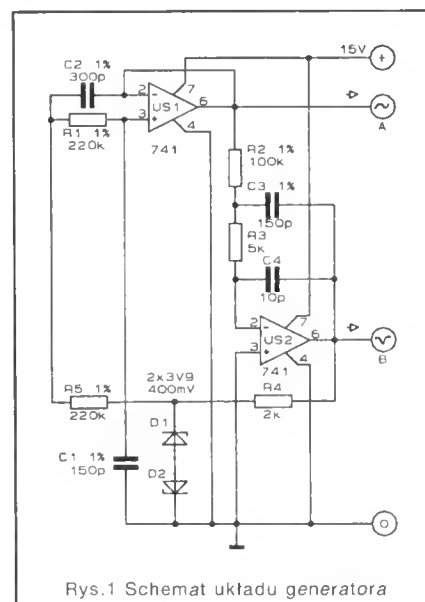 C2 1%
300p
R1 1%
220k
2
3
7
6
4
US1
741
15V
+
A
R2 1%
100k
C3 1%
150p
R3
5k
C4
10p
2
3
7
6
4
US2
741
B
2x3V9
400mV
R5 1%
220k
R4
2k
D1
D2
C1 1%
150p
0
Rys.1 Schemat układu generatora